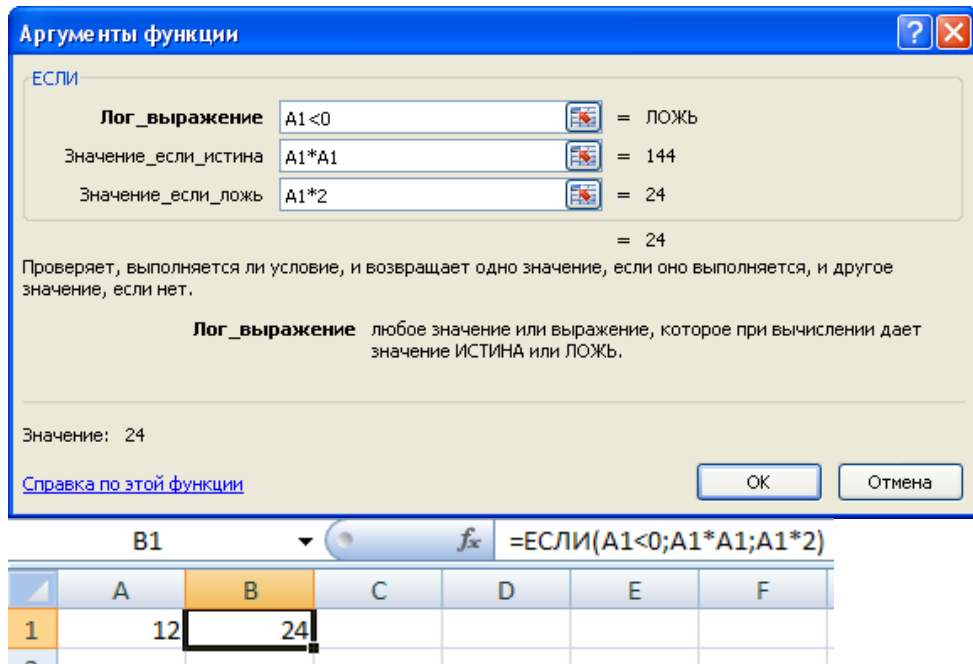 Аргументы функции
ЕСЛИ
Лог_выражение A1<0 = ЛОЖЬ
Значение_если_истина A1*A1 = 144
Значение_если_ложь A1*2 = 24
= 24
Проверяет, выполняется ли условие, и возвращает одно значение, если оно выполняется, и другое
значение, если нет.
Лог_выражение любое значение или выражение, которое при вычислении дает
значение ИСТИНА или ЛОЖЬ.
Значение: 24
Справка по этой функции ОК Отмена
B1 fx =ЕСЛИ(A1<0;A1*A1;A1*2)
A B C D E F
1 12 24